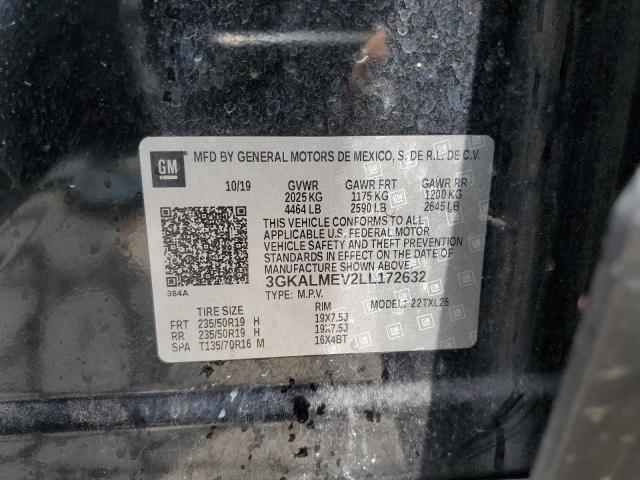 GM
MFD BY GENERAL MOTORS DE MEXICO, S. DE R.L. DE C.V.
10/19 GVWR GAWR FRT GAWR RR
2025 KG 1175 KG 1200 KG
4464 LB 2590 LB 2645 LB
THIS VEHICLE CONFORMS TO ALL
APPLICABLE U.S. FEDERAL MOTOR
VEHICLE SAFETY AND THEFT PREVENTION
STANDARDS IN EFFECT ON THE DATE OF
MANUFACTURE SHOWN ABOVE.
384A
3GKALMEV2LL172632
TYPE: M.P.V. MODEL: 22TXL26
TIRE SIZE RIM
FRT 235/50R19 H 19X7.5J
RR 235/50R19 H 19X7.5J
SPA T135/70R16 M 16X4BT